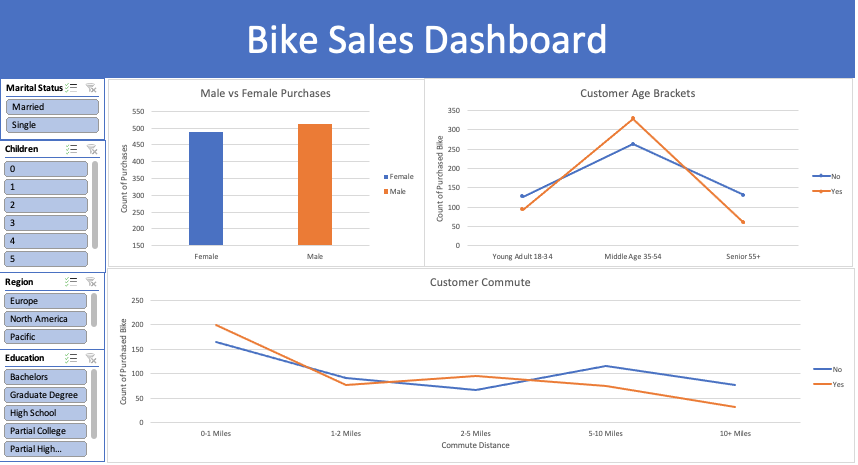 Bike Sales Dashboard
Marital Status
Married
Single
Children
0
1
2
3
4
5
Region
Europe
North America
Pacific
Education
Bachelors
Graduate Degree
High School
Partial College
Partial High...
Male vs Female Purchases
Count of Purchases
550
500
450
400
350
300
250
200
150
Female
Male
Female
Male
Customer Age Brackets
Count of Purchased Bike
350
300
250
200
150
100
50
0
Young Adult 18-34
Middle Age 35-54
Senior 55+
No
Yes
Customer Commute
Count of Purchased Bike
250
200
150
100
50
0
0-1 Miles
1-2 Miles
2-5 Miles
5-10 Miles
10+ Miles
Commute Distance
No
Yes